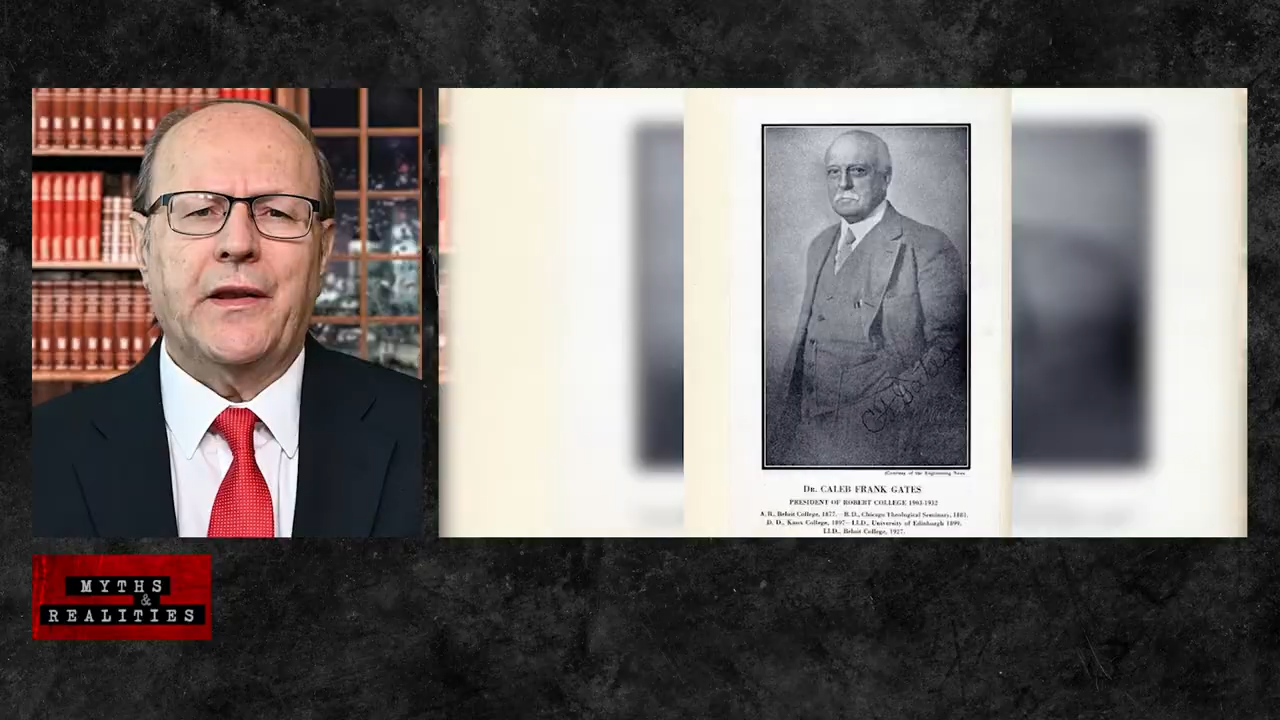 (Courtesy of the Engineering News
Dr. CALEB FRANK GATES
PRESIDENT OF ROBERT COLLEGE 1903-1932
A. B., Beloit College, 1877. — B. D., Chicago Theological Seminary, 1881.
D. D., Knox College, 1897 — LL.D., University of Edinburgh 1899.
LL.D., Beloit College, 1927.
MYTHS
&
REALITIES